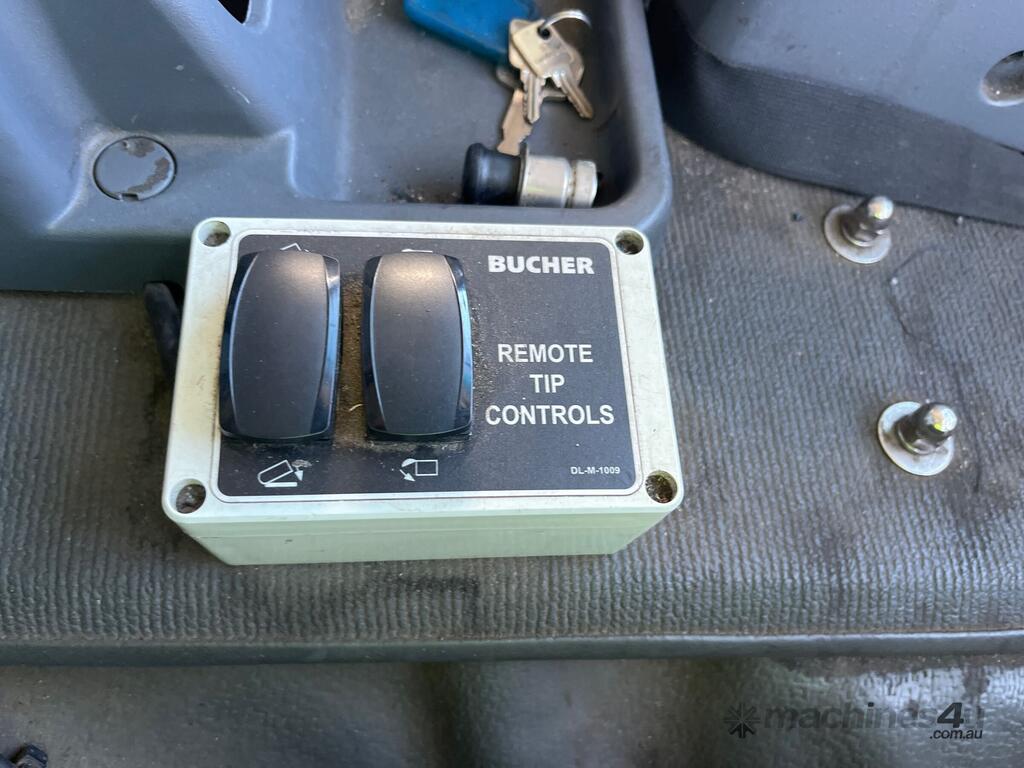 BUCHER
REMOTE
TIP
CONTROLS
DL-M-1009
machines4u
.com.au